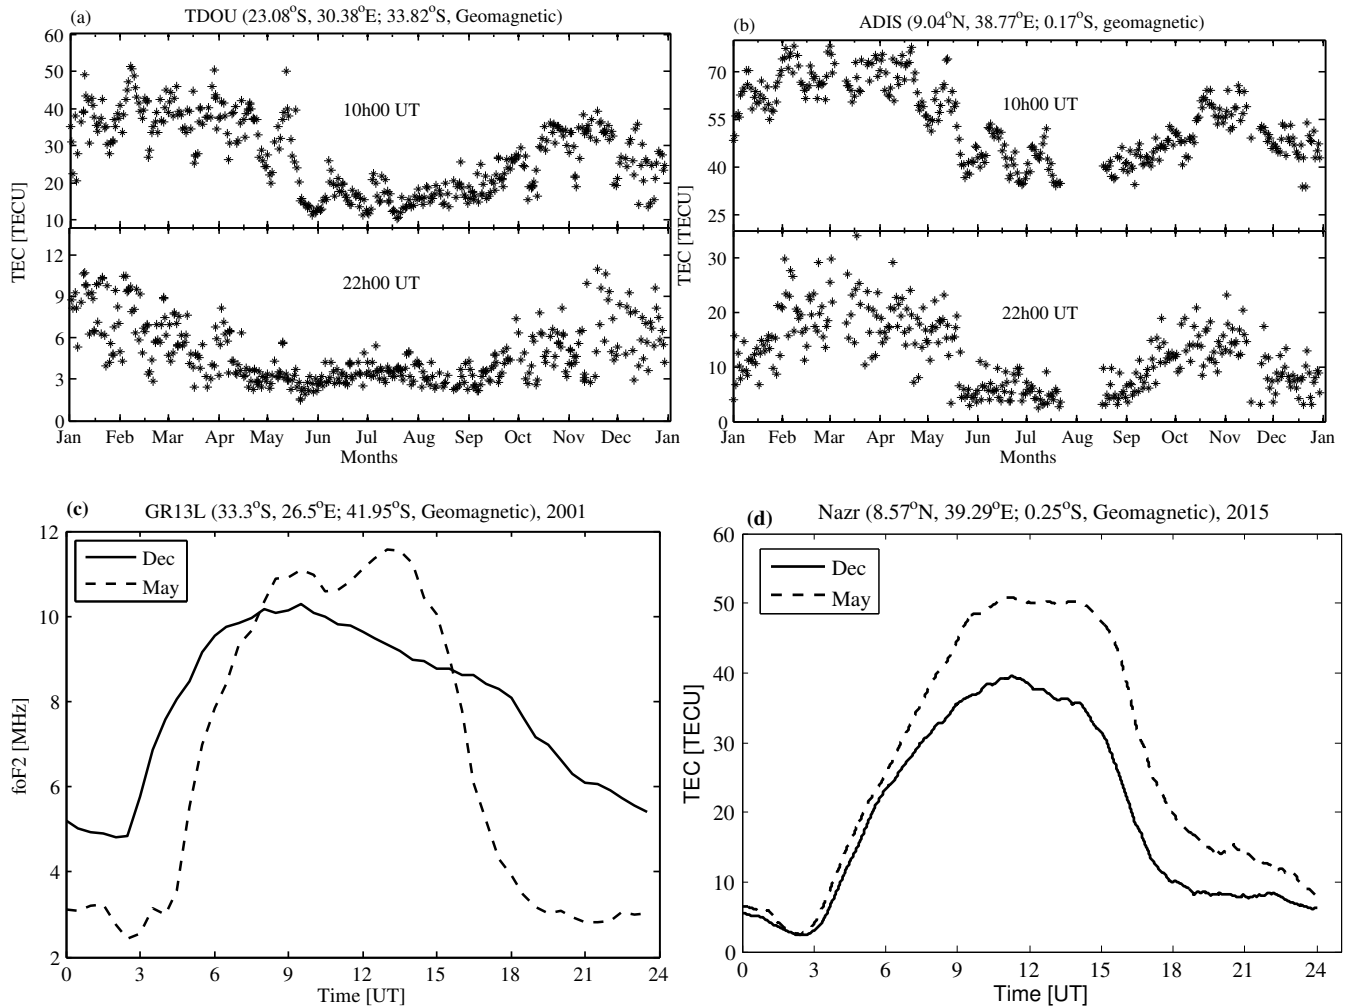 (a) TDOU (23.08°S, 30.38°E; 33.82°S, Geomagnetic)
60
50
40
30
20
10
10h00 UT
TEC [TECU]
12
9
6
3
0
22h00 UT
Jan Feb Mar Apr May Jun Jul Aug Sep Oct Nov Dec Jan
Months
(b) ADIS (9.04°N, 38.77°E; 0.17°S, geomagnetic)
70
55
40
25
10h00 UT
TEC [TECU]
30
20
10
0
22h00 UT
Jan Feb Mar Apr May Jun Jul Aug Sep Oct Nov Dec Jan
Months
(c) GR13L (33.3°S, 26.5°E; 41.95°S, Geomagnetic), 2001
12
10
8
6
4
2
Dec
May
foF2 [MHz]
0 3 6 9 12 15 18 21 24
Time [UT]
(d) Nazr (8.57°N, 39.29°E; 0.25°S, Geomagnetic), 2015
60
50
40
30
20
10
0
Dec
May
TEC [TECU]
0 3 6 9 12 15 18 21 24
Time [UT]